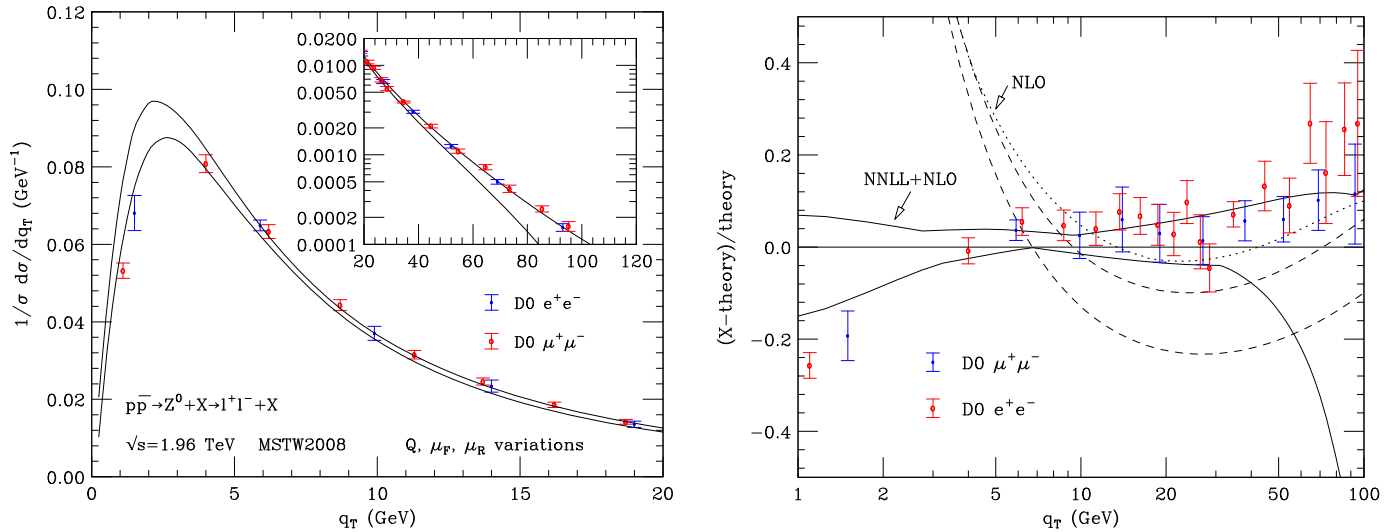 0.12
0.10
0.08
0.06
0.04
0.02
0.00
1/σ dσ/dq_T (GeV⁻¹)
0.0200
0.0100
0.0050
0.0020
0.0010
0.0005
0.0002
0.0001
20 40 60 80 100 120
D0 e⁺e⁻
D0 μ⁺μ⁻
pp̄→Z⁰+X→l⁺l⁻+X
√s=1.96 TeV MSTW2008 Q, μ_F, μ_R variations
0 5 10 15 20
q_T (GeV)
0.4
0.2
0.0
−0.2
−0.4
(X−theory)/theory
NLO
NNLL+NLO
D0 μ⁺μ⁻
D0 e⁺e⁻
1 2 5 10 20 50 100
q_T (GeV)